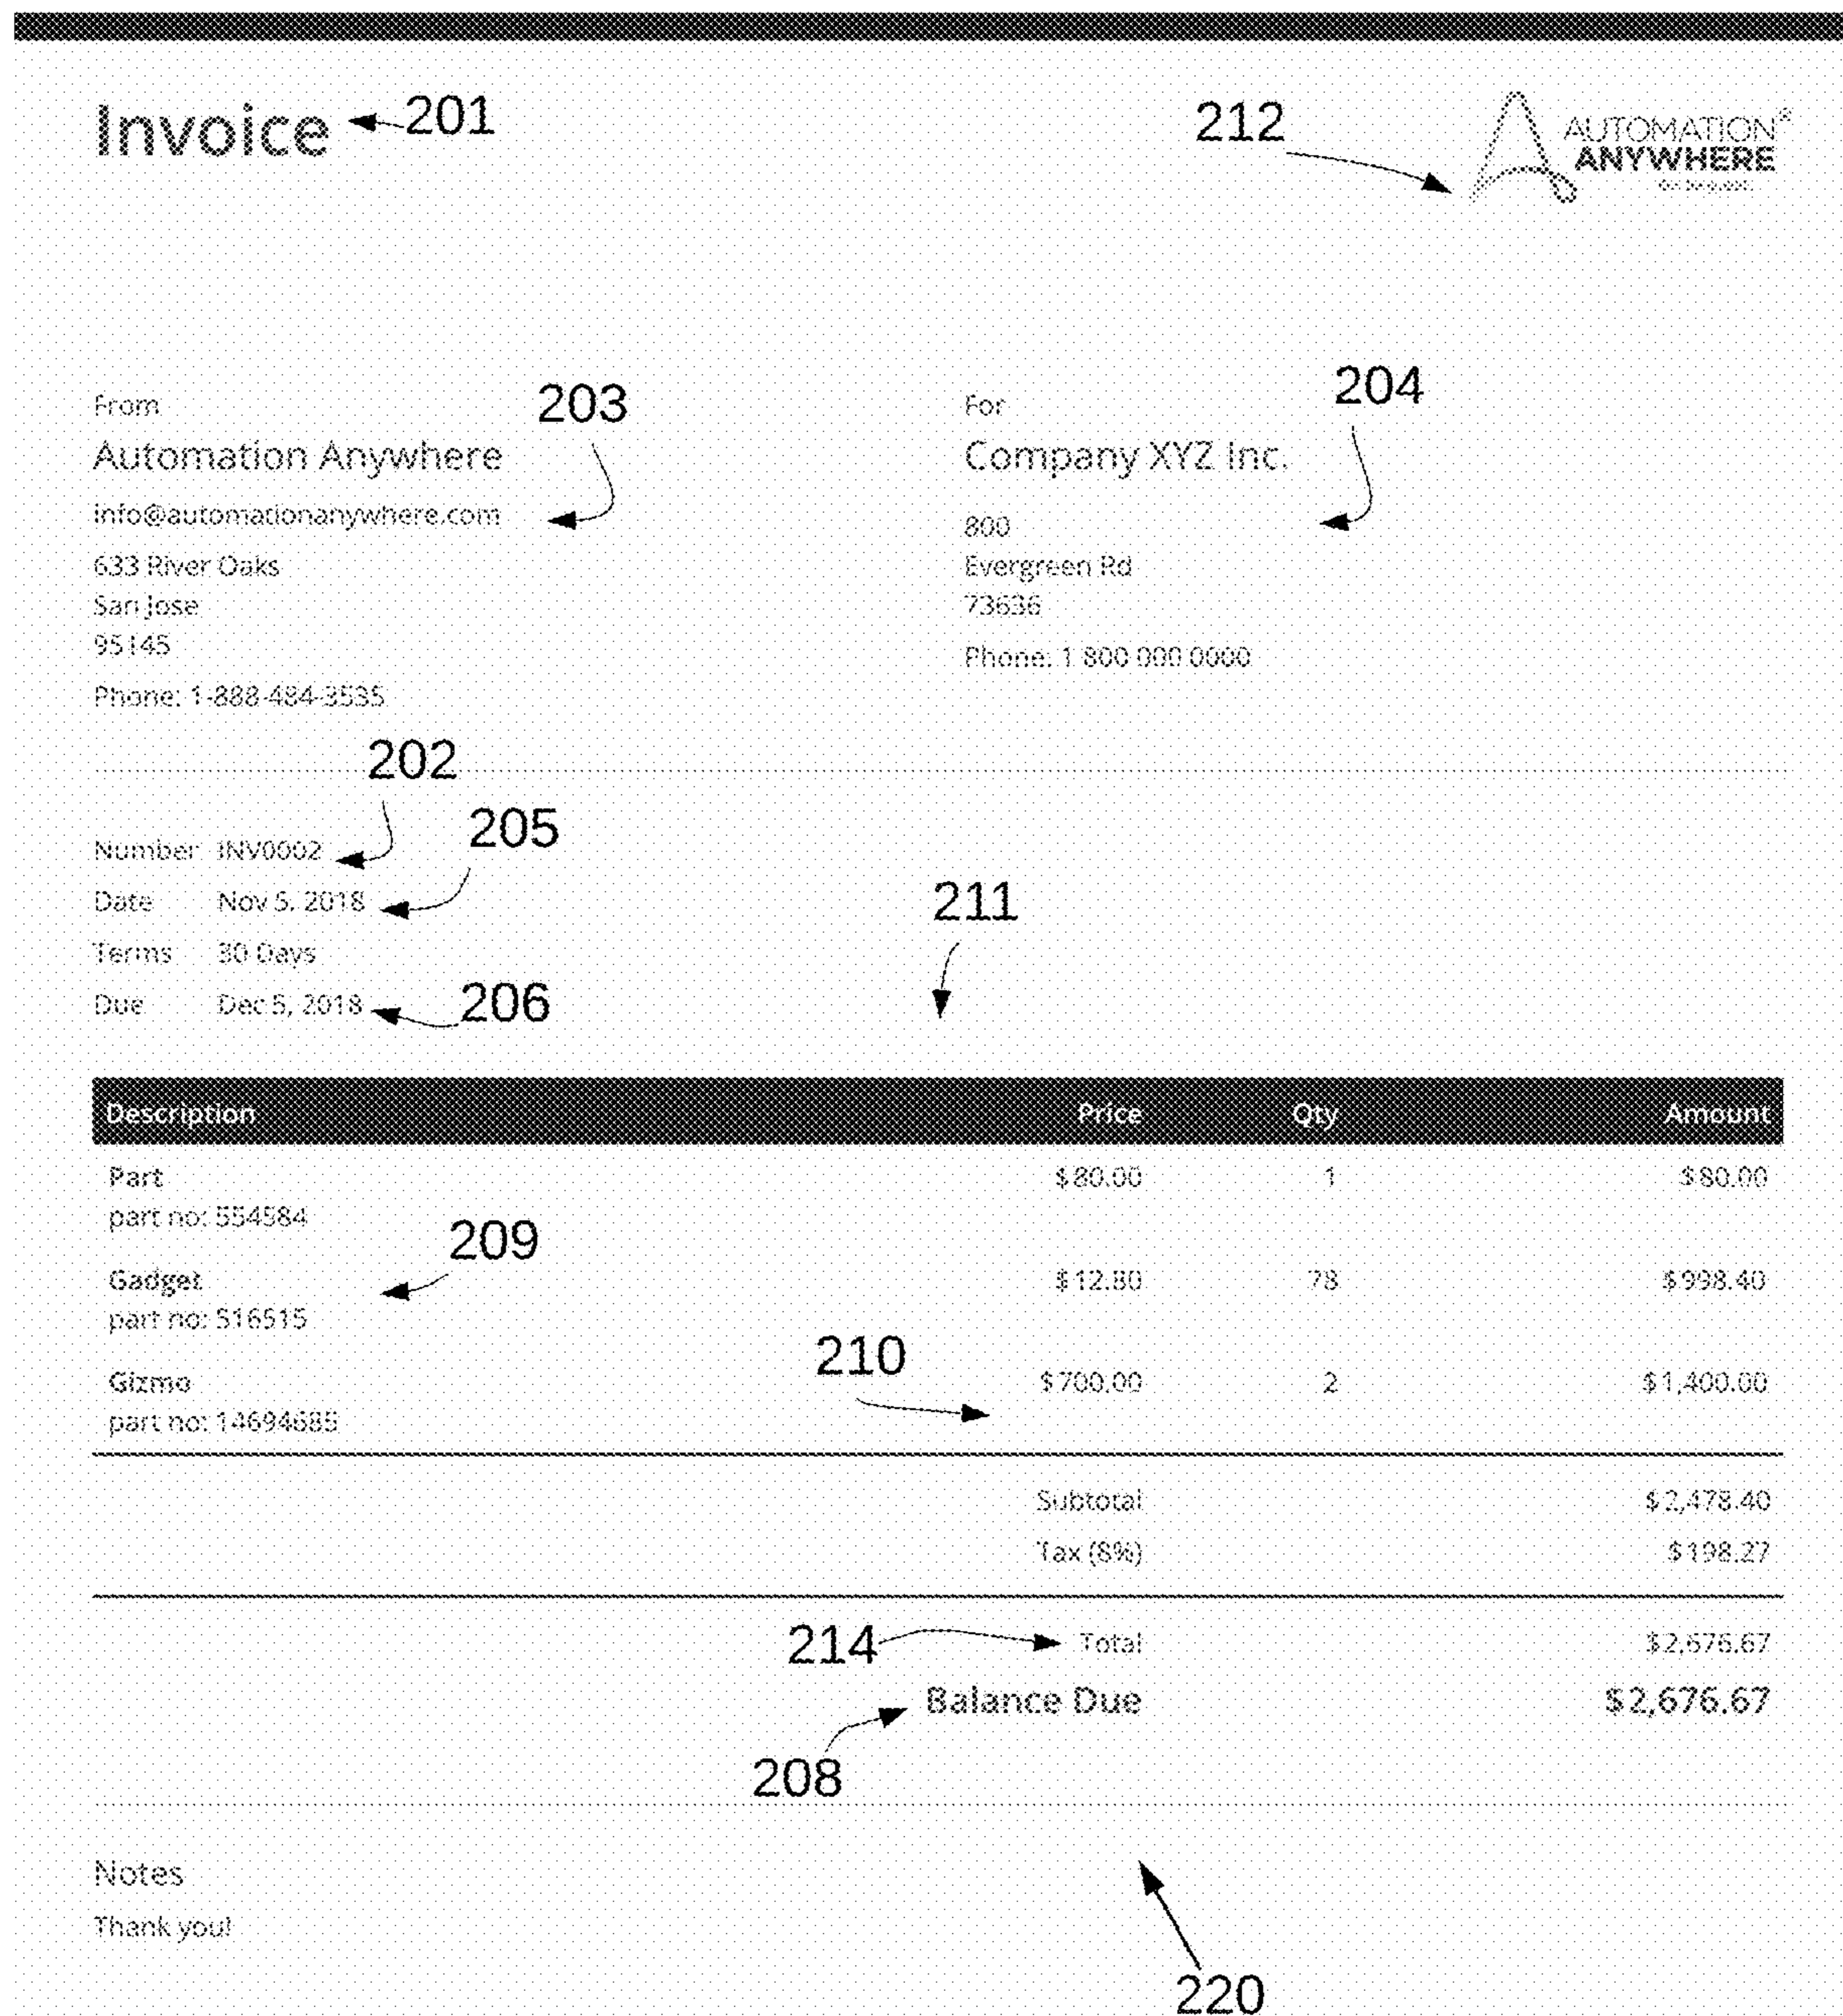 Invoice 201
212
AUTOMATION®
ANYWHERE
From 203
Automation Anywhere
info@automationanywhere.com
633 River Oaks
San Jose
95145
Phone: 1-888-484-3535
For 204
Company XYZ Inc.
800
Evergreen Rd
73636
Phone: 1 800 000 0000
202
205
Number INV0002
Date Nov 5, 2018
211
Terms 30 Days
Due Dec 5, 2018 206
Description Price Qty Amount
Part $80.00 1 $80.00
part no: 554584
209
Gadget $12.80 78 $998.40
part no: 516515
210
Gizmo $700.00 2 $1,400.00
part no: 14694685
Subtotal $2,478.40
Tax (8%) $198.27
214 Total $2,676.67
Balance Due $2,676.67
208
Notes
Thank you!
220